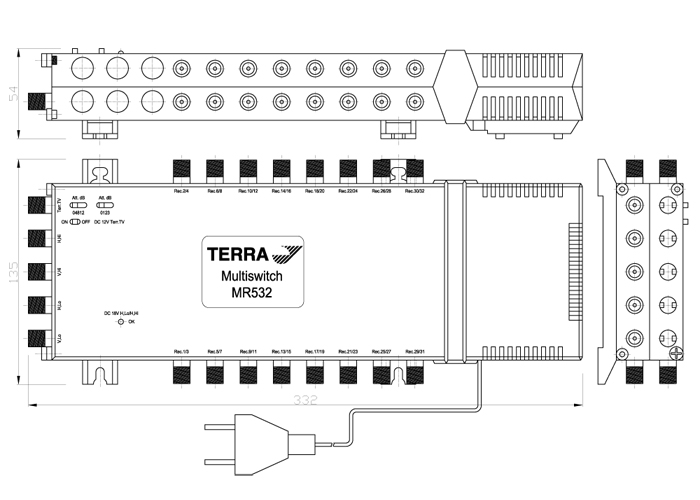 54
Rec.2/4 Rec.6/8 Rec.10/12 Rec.14/16 Rec.18/20 Rec.22/24 Rec.26/28 Rec.30/32
Att. dB Att. dB
04812 0123
ON OFF DC 12V Terr.TV
Terr.TV
H,Hi
V,Hi
H,Lo
V,Lo
TERRA
Multiswitch
MR532
DC 18V H,Lo/H,Hi
OK
135
Rec.1/3 Rec.5/7 Rec.9/11 Rec.13/15 Rec.17/19 Rec.21/23 Rec.25/27 Rec.29/31
332